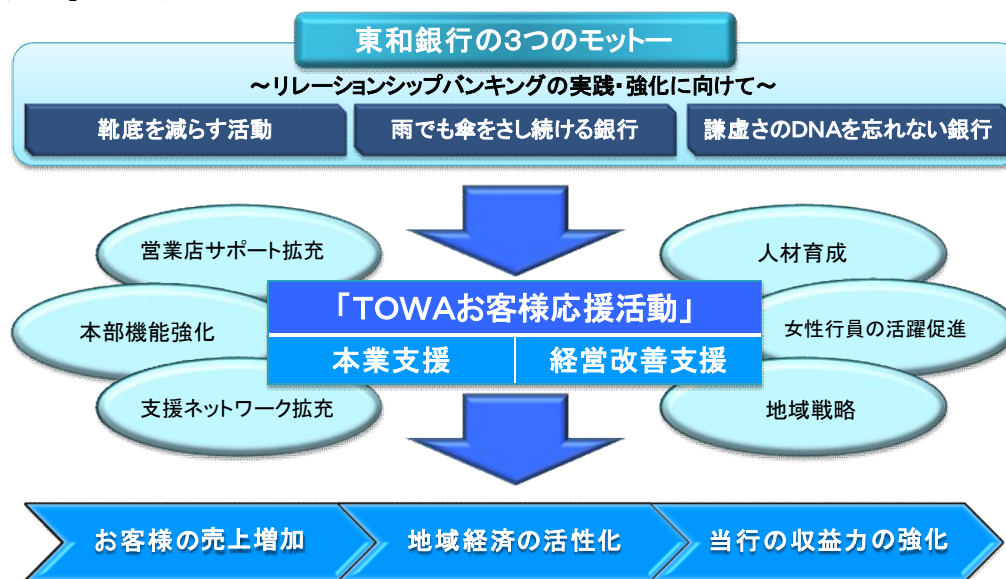 東和銀行の3つのモットー
～リレーションシップバンキングの実践・強化に向けて～
靴底を減らす活動
雨でも傘をさし続ける銀行
謙虚さのDNAを忘れない銀行
営業店サポート拡充
本部機能強化
支援ネットワーク拡充
「TOWAお客様応援活動」
本業支援
経営改善支援
人材育成
女性行員の活躍促進
地域戦略
お客様の売上増加
地域経済の活性化
当行の収益力の強化